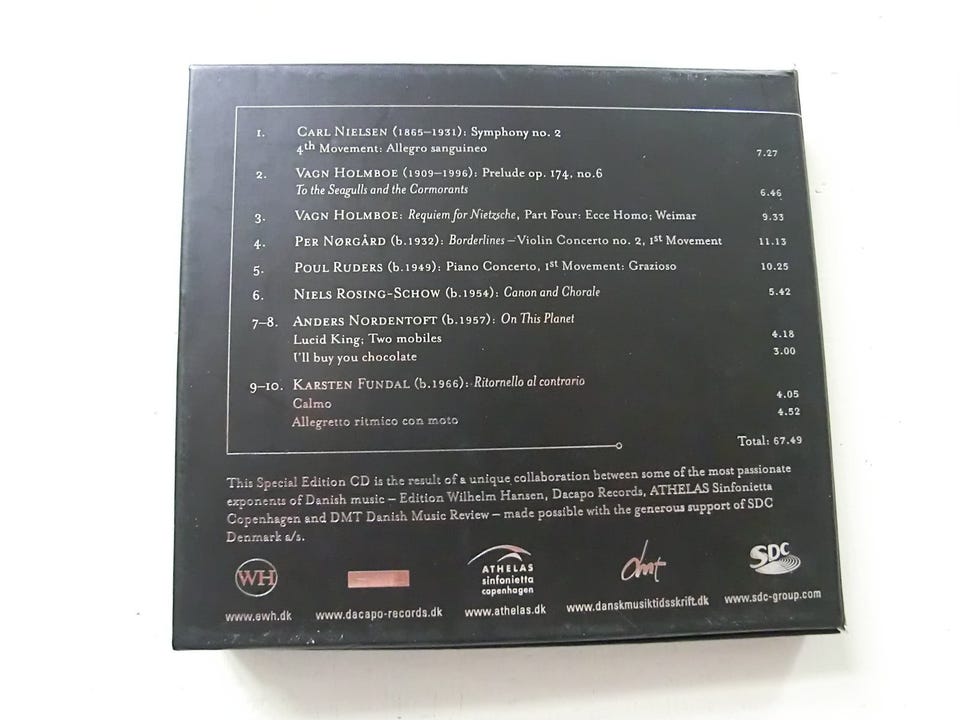 1. CARL NIELSEN (1865–1931): Symphony no. 2
4th Movement: Allegro sanguineo 7.27
2. VAGN HOLMBOE (1909–1996): Prelude op. 174, no.6
To the Seagulls and the Cormorants 6.46
3. VAGN HOLMBOE: Requiem for Nietzsche, Part Four: Ecce Homo; Weimar 9.33
4. PER NØRGÅRD (b.1932): Borderlines – Violin Concerto no. 2, 1st Movement 11.13
5. POUL RUDERS (b.1949): Piano Concerto, 1st Movement: Grazioso 10.25
6. NIELS ROSING-SCHOW (b.1954): Canon and Chorale 5.42
7–8. ANDERS NORDENTOFT (b.1957): On This Planet
Lucid King; Two mobiles 4.18
I'll buy you chocolate 3.00
9–10. KARSTEN FUNDAL (b.1966): Ritornello al contrario
Calmo 4.05
Allegretto ritmico con moto 4.52
Total: 67.49
This Special Edition CD is the result of a unique collaboration between some of the most passionate
exponents of Danish music – Edition Wilhelm Hansen, Dacapo Records, ATHELAS Sinfonietta
Copenhagen and DMT Danish Music Review – made possible with the generous support of SDC
Denmark a/s.
WH
ATHELAS
sinfonietta
copenhagen
dmt
SDC
www.ewh.dk www.dacapo-records.dk www.athelas.dk www.danskmusiktidsskrift.dk www.sdc-group.com